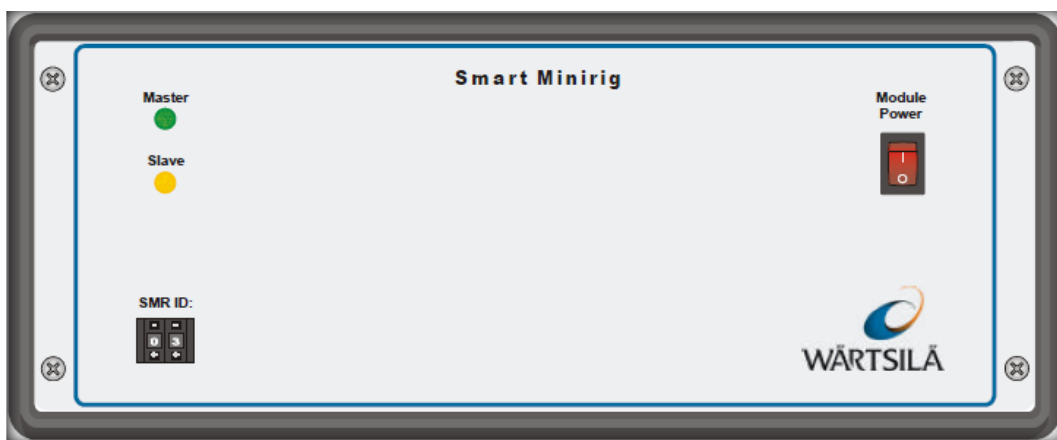 Smart Minirig
Master
Module
Power
Slave
I
O
SMR ID:
0 3
WÄRTSILÄ